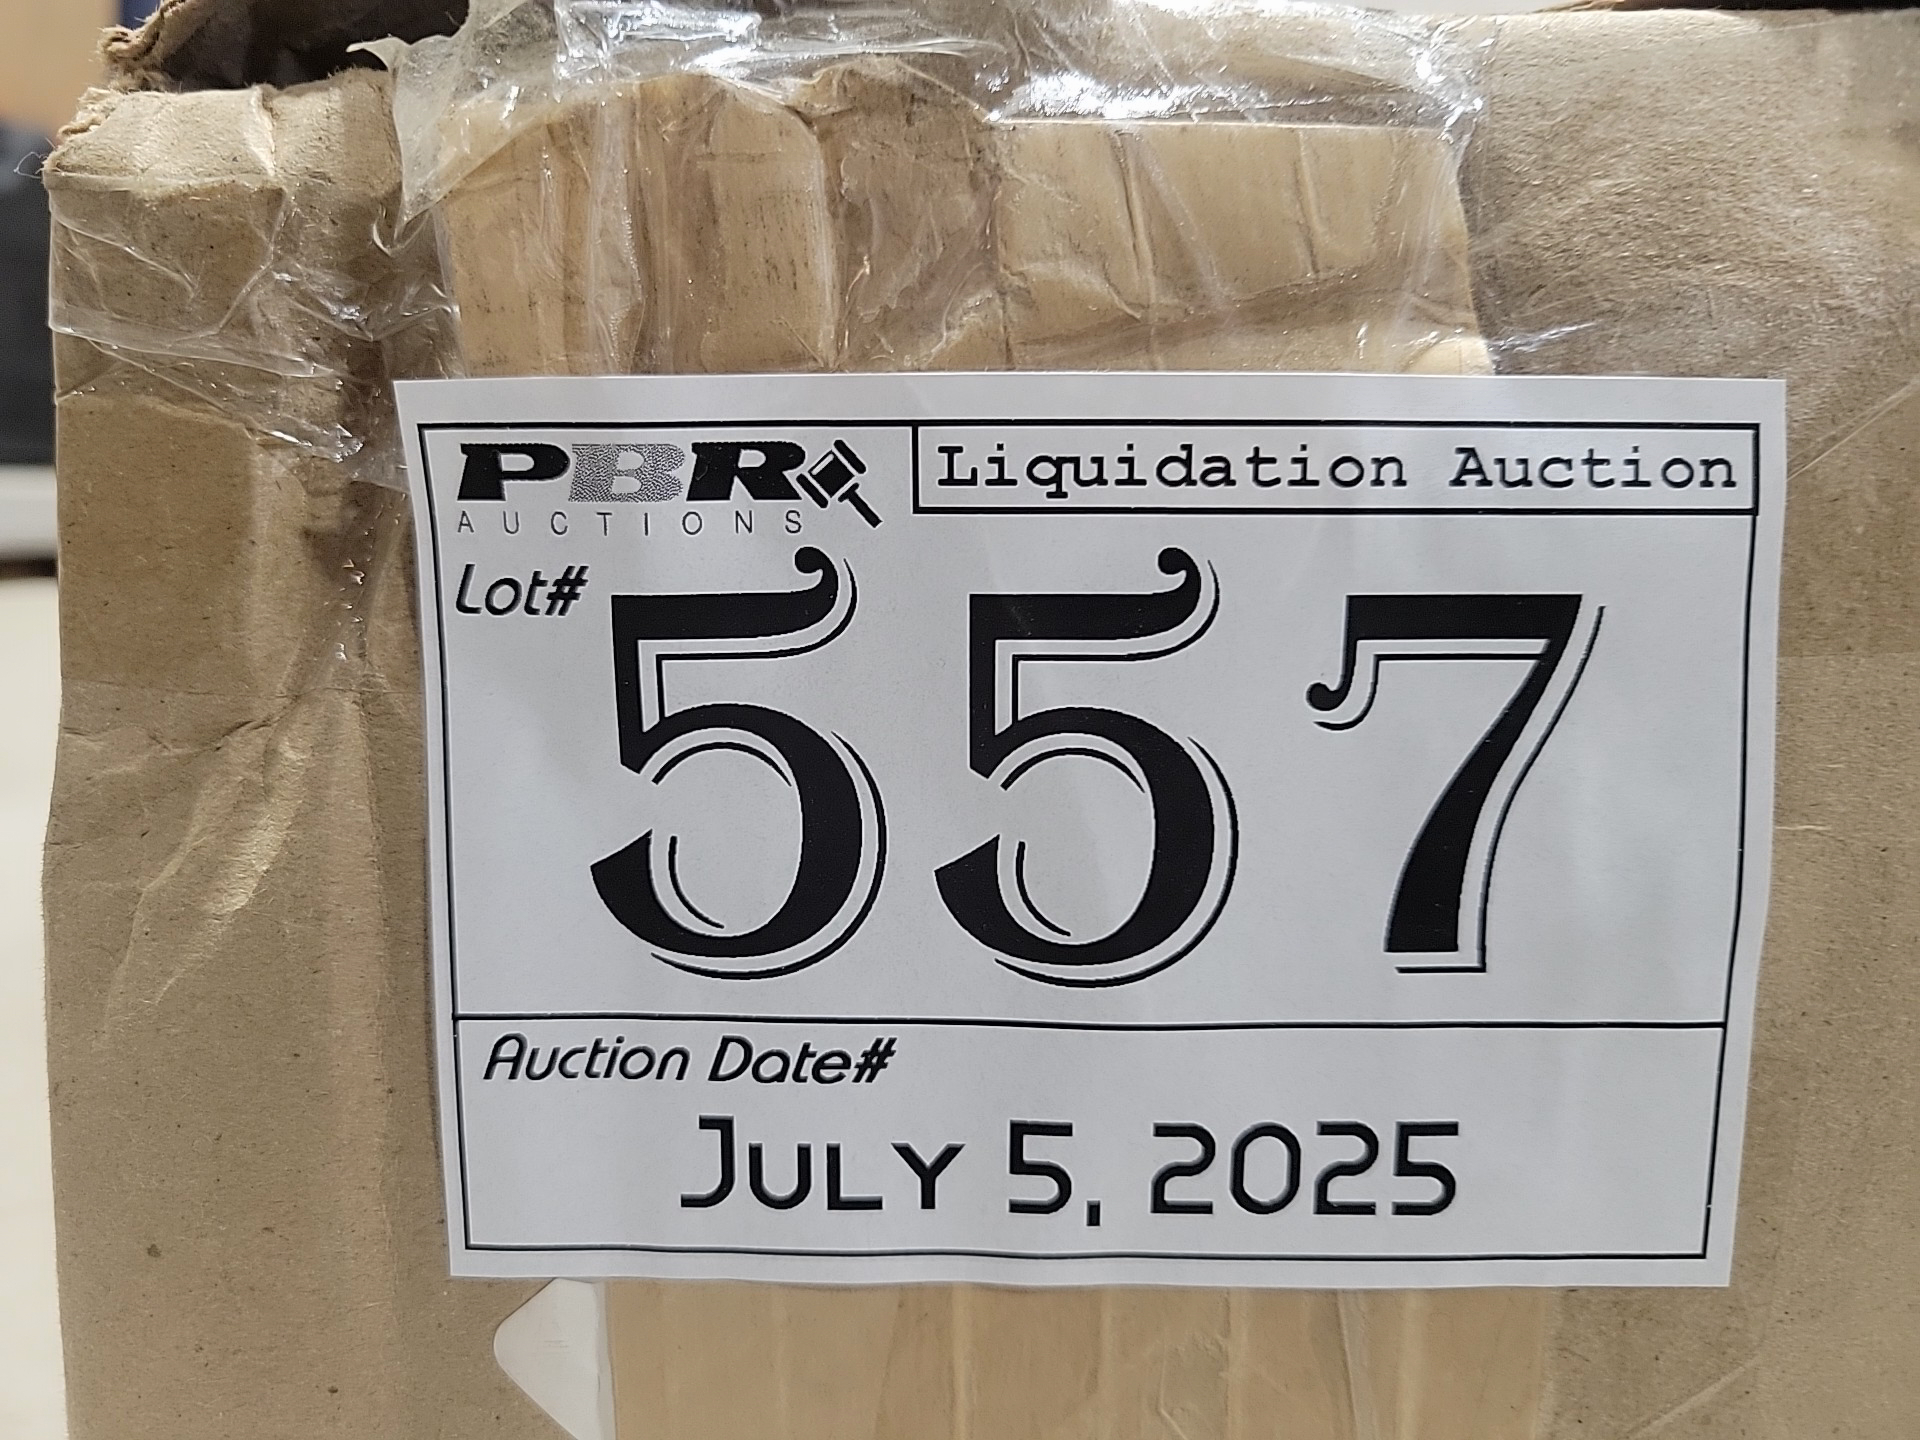 PBR
AUCTIONS
Liquidation Auction
Lot#
557
Auction Date#
JULY 5, 2025